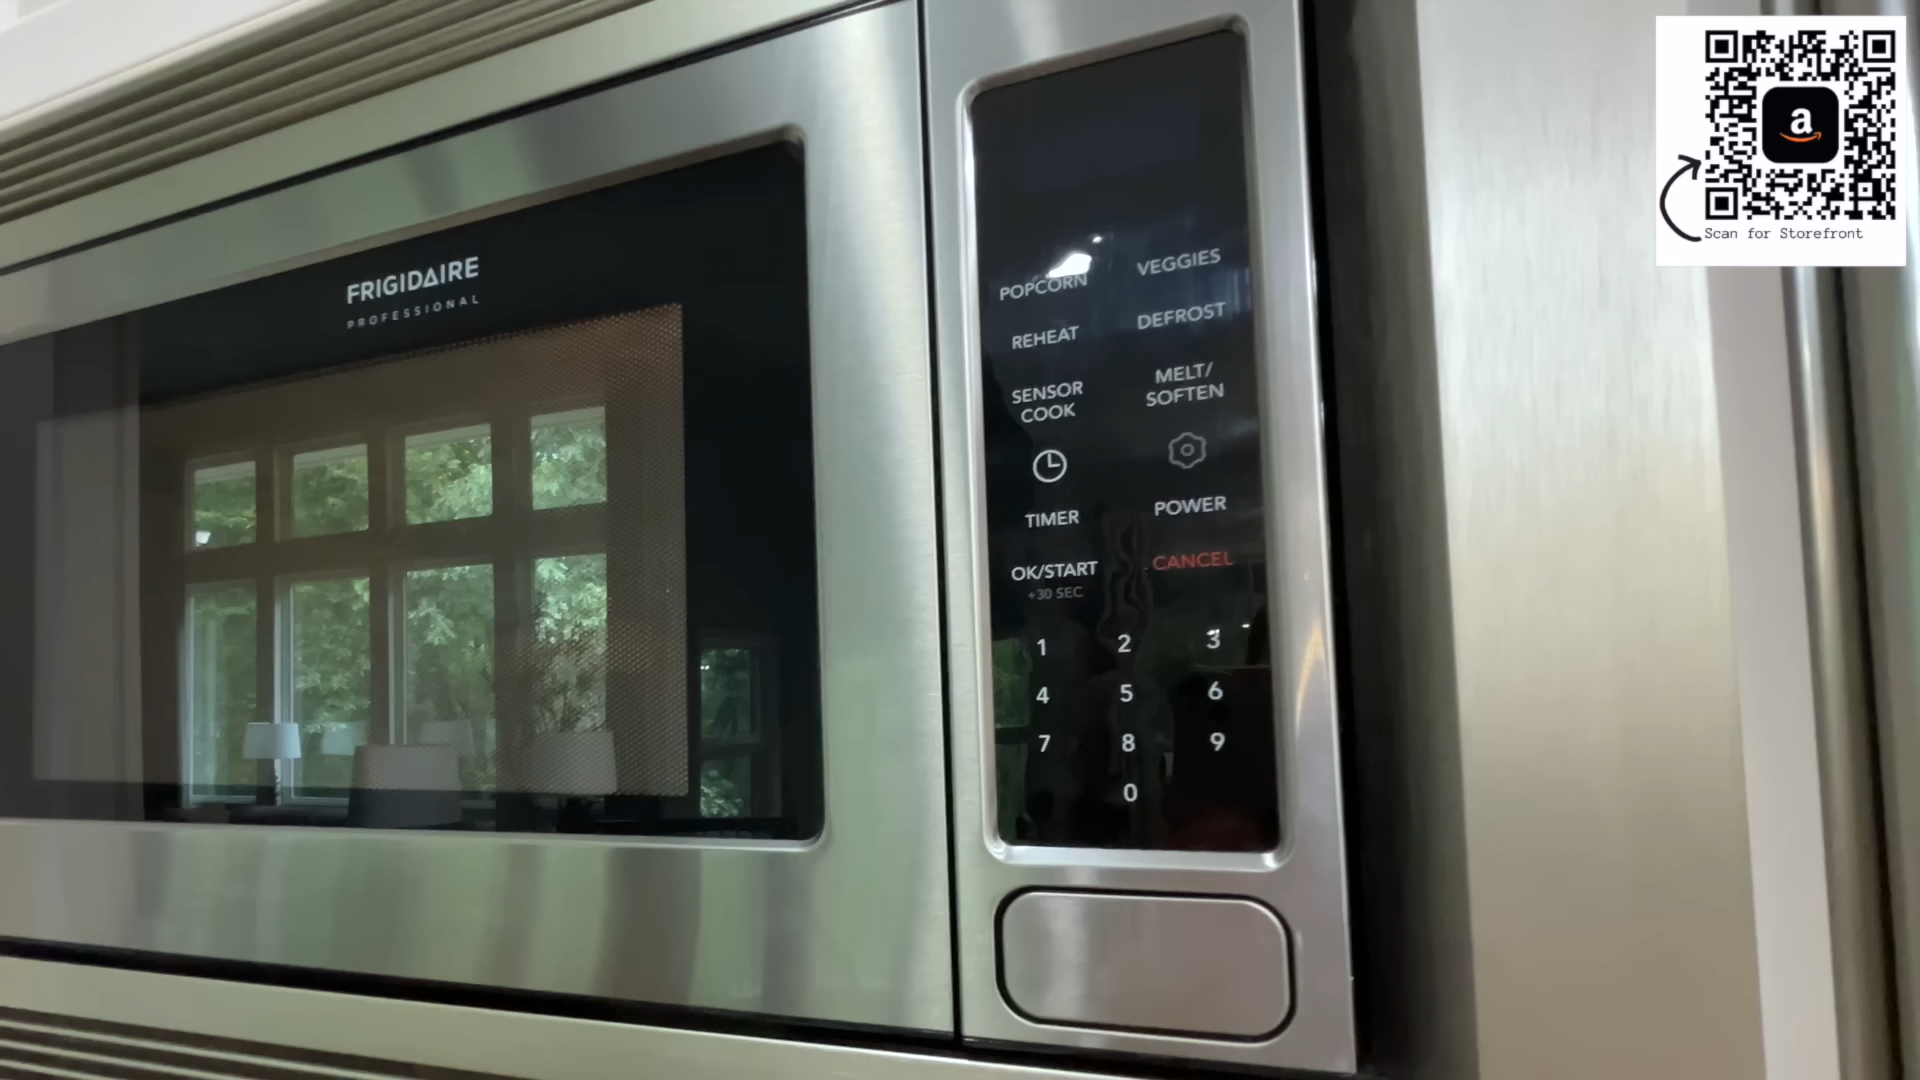 FRIGIDAIRE
PROFESSIONAL
POPCORN
VEGGIES
REHEAT
DEFROST
SENSOR
COOK
MELT/
SOFTEN
TIMER
POWER
OK/START
+30 SEC
CANCEL
1 2 3
4 5 6
7 8 9
0
a
Scan for Storefront